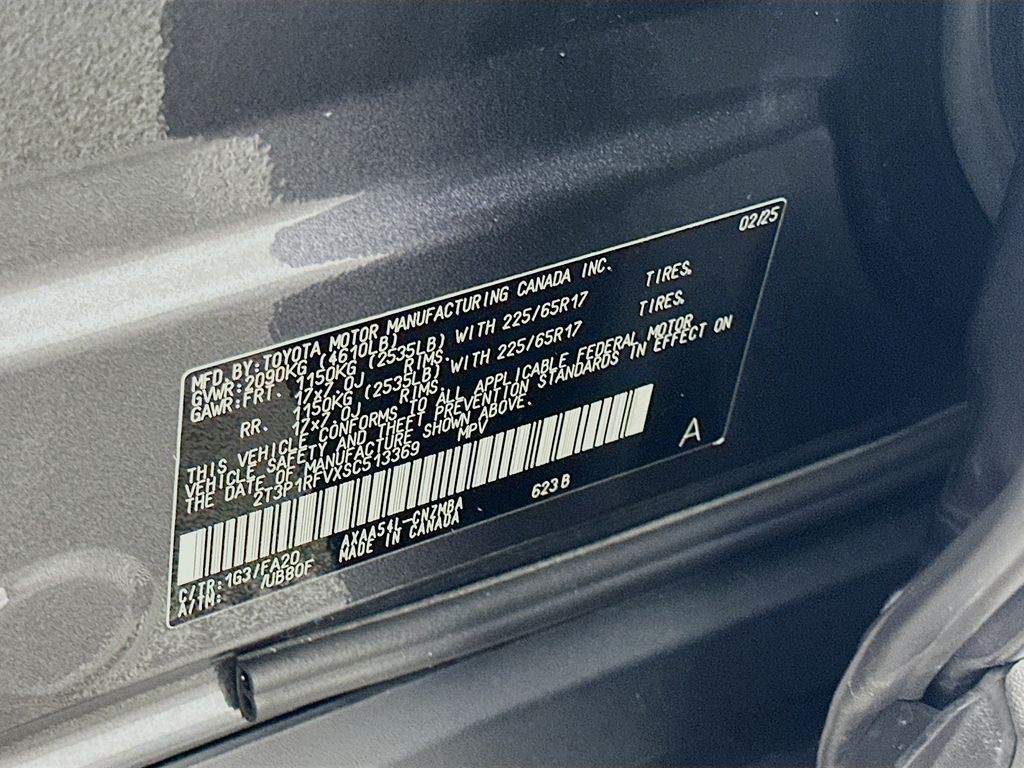 02/25
MFD. BY: TOYOTA MOTOR MANUFACTURING CANADA INC.
GVWR: 2090KG (4610LB)
GAWR: FRT. 1150KG (2535LB) WITH 225/65R17 TIRES,
17x7.0J RIMS.
RR. 1150KG (2535LB) WITH 225/65R17 TIRES,
17x7.0J RIMS.
THIS VEHICLE CONFORMS TO ALL APPLICABLE FEDERAL MOTOR
VEHICLE SAFETY AND THEFT PREVENTION STANDARDS IN EFFECT ON
THE DATE OF MANUFACTURE SHOWN ABOVE.
2T3P1RFVXSC513369 MPV
A
623B
C/TR: 1G3/FA20 AXAA54L-CNZMBA
A/TM: /UB80F MADE IN CANADA